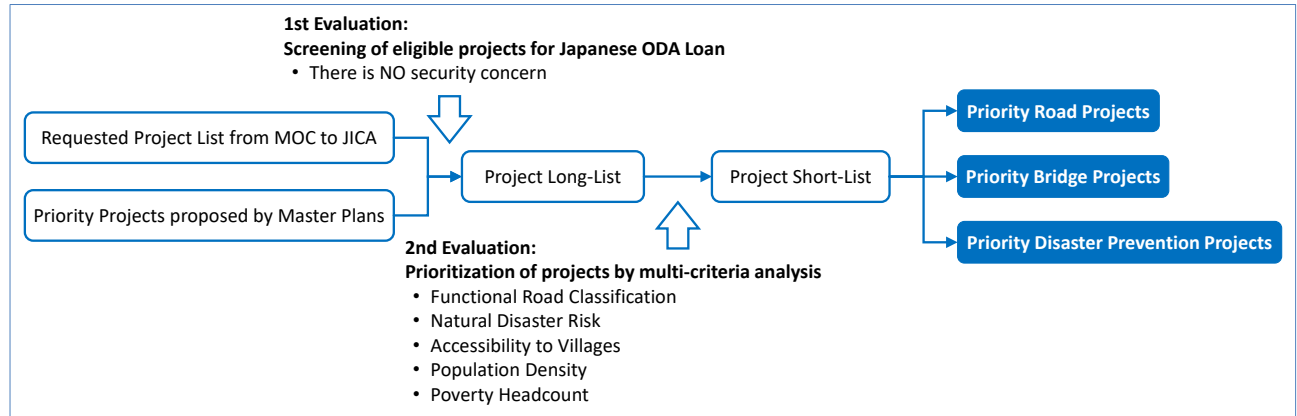 1st Evaluation:
Screening of eligible projects for Japanese ODA Loan
• There is NO security concern
Requested Project List from MOC to JICA
Priority Projects proposed by Master Plans
Project Long-List
Project Short-List
Priority Road Projects
Priority Bridge Projects
Priority Disaster Prevention Projects
2nd Evaluation:
Prioritization of projects by multi-criteria analysis
• Functional Road Classification
• Natural Disaster Risk
• Accessibility to Villages
• Population Density
• Poverty Headcount